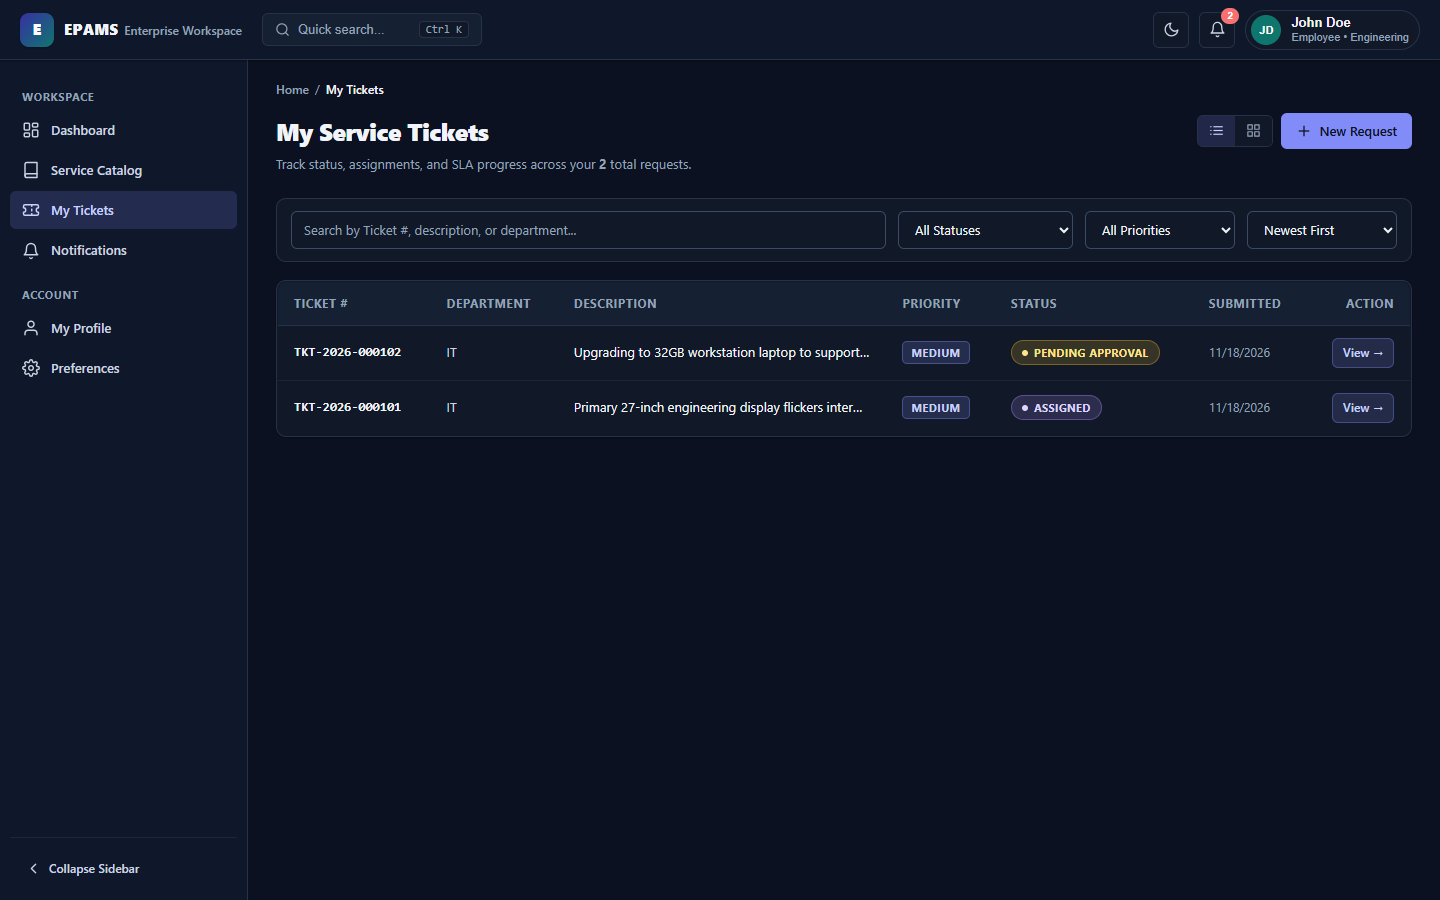 E EPAMS Enterprise Workspace Quick search... Ctrl K 2 JD John Doe
Employee • Engineering
WORKSPACE
Dashboard
Service Catalog
My Tickets
Notifications
ACCOUNT
My Profile
Preferences
Collapse Sidebar
Home / My Tickets
My Service Tickets
New Request
Track status, assignments, and SLA progress across your 2 total requests.
Search by Ticket #, description, or department... All Statuses All Priorities Newest First
TICKET # DEPARTMENT DESCRIPTION PRIORITY STATUS SUBMITTED ACTION
TKT-2026-000102 IT Upgrading to 32GB workstation laptop to support... MEDIUM PENDING APPROVAL 11/18/2026 View →
TKT-2026-000101 IT Primary 27-inch engineering display flickers inter... MEDIUM ASSIGNED 11/18/2026 View →